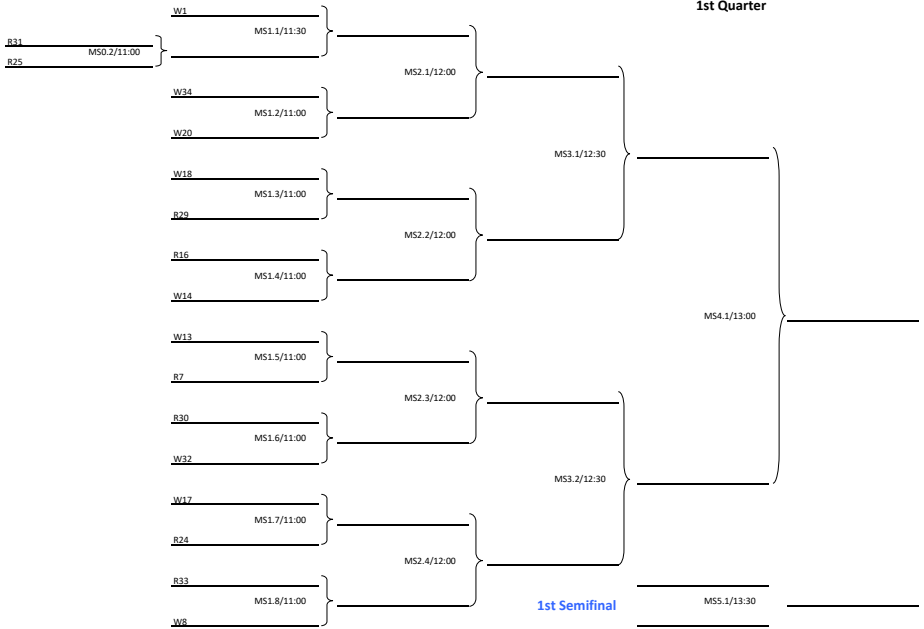 1st Quarter
W1
MS1.1/11:30
R31
MS0.2/11:00
R25
MS2.1/12:00
W34
MS1.2/11:00
W20
MS3.1/12:30
W18
MS1.3/11:00
R29
MS2.2/12:00
R16
MS1.4/11:00
W14
MS4.1/13:00
W13
MS1.5/11:00
R7
MS2.3/12:00
R30
MS1.6/11:00
W32
MS3.2/12:30
W17
MS1.7/11:00
R24
MS2.4/12:00
R33
MS1.8/11:00
W8
1st Semifinal
MS5.1/13:30